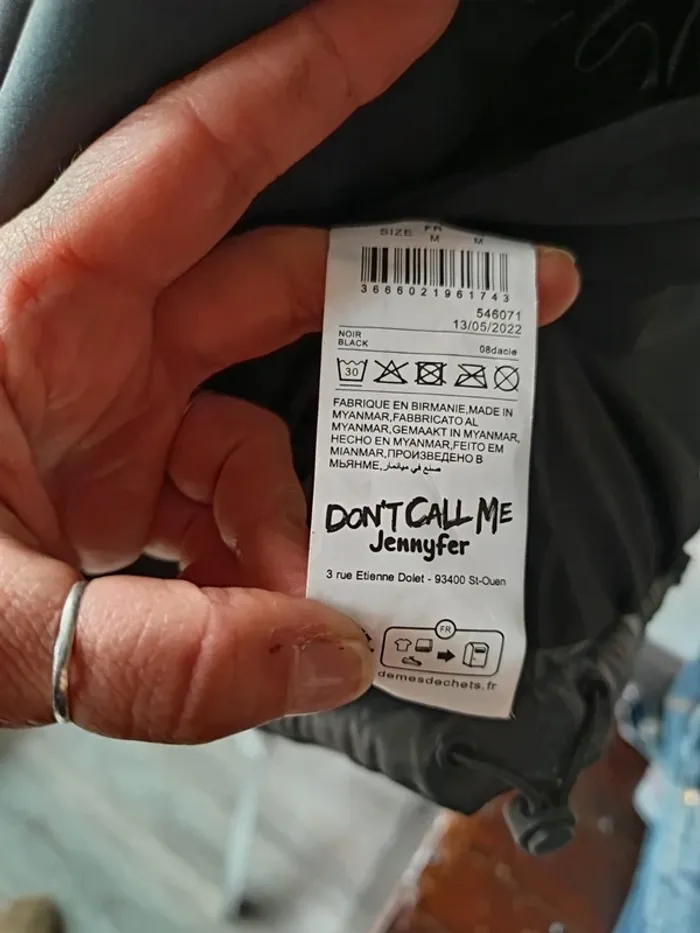 SIZE FR
M M
3666021961743
546071
13/05/2022
NOIR
BLACK
08dacie
30
FABRIQUE EN BIRMANIE,MADE IN
MYANMAR,FABBRICATO AL
MYANMAR,GEMAAKT IN MYANMAR,
HECHO EN MYANMAR,FEITO EM
MIANMAR,ПРОИЗВЕДЕНО В
МЬЯНМЕ,صنع في ميانمار
DON'T CALL ME
Jennyfer
3 rue Etienne Dolet - 93400 St-Ouen
FR
demesdechets.fr